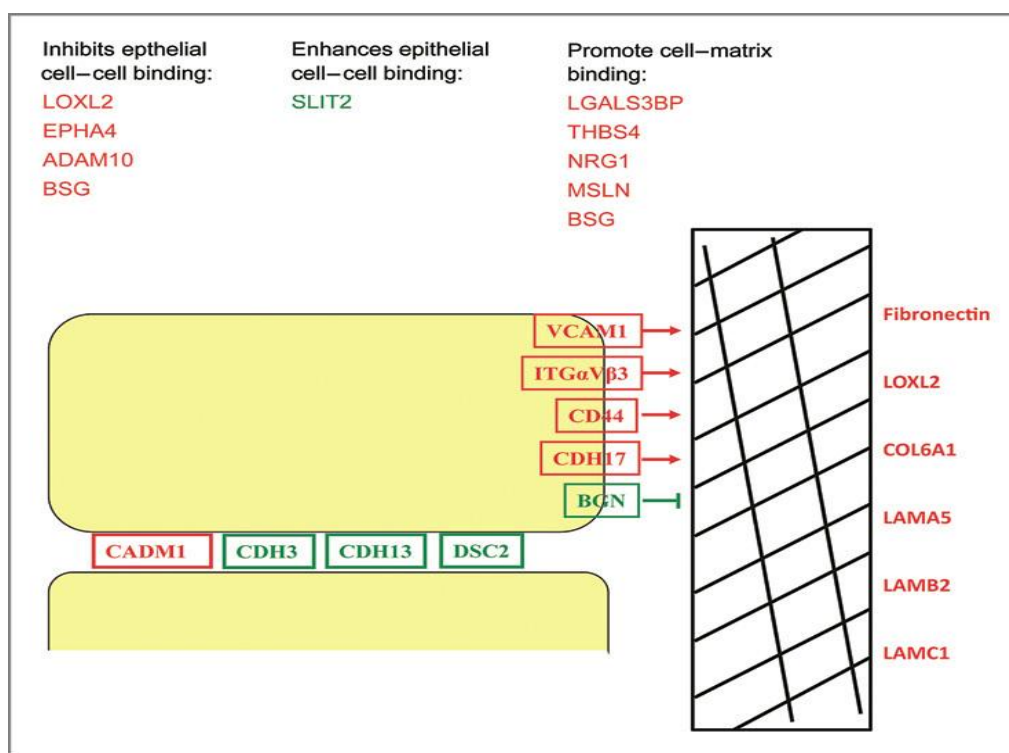 Inhibits epthelial
cell–cell binding:
LOXL2
EPHA4
ADAM10
BSG
Enhances epithelial
cell–cell binding:
SLIT2
Promote cell–matrix
binding:
LGALS3BP
THBS4
NRG1
MSLN
BSG
VCAM1
ITGαVβ3
CD44
CDH17
BGN
CADM1
CDH3
CDH13
DSC2
Fibronectin
LOXL2
COL6A1
LAMA5
LAMB2
LAMC1